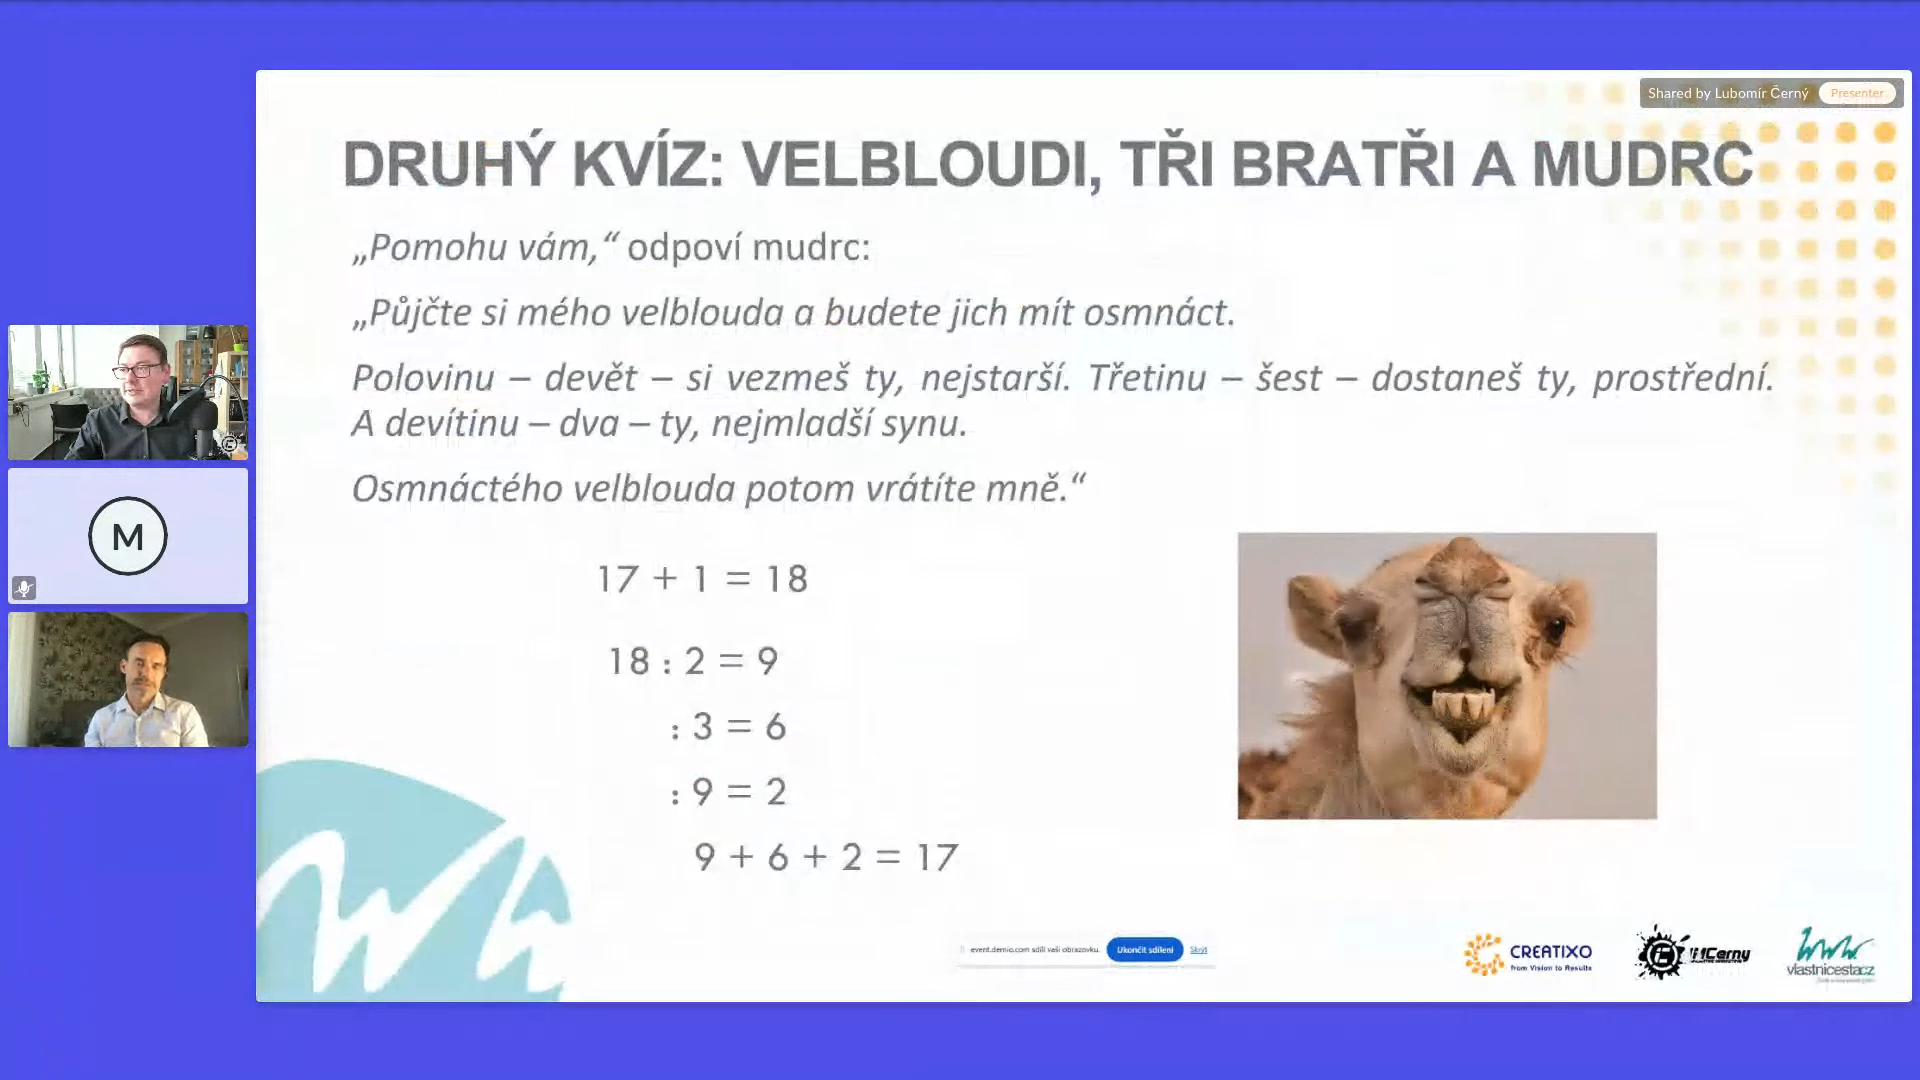 Shared by Lubomír Černý Presenter
DRUHÝ KVÍZ: VELBLOUDI, TŘI BRATŘI A MUDRC
„Pomohu vám,“ odpoví mudrc:
„Půjčte si mého velblouda a budete jich mít osmnáct.
Polovinu – devět – si vezmeš ty, nejstarší. Třetinu – šest – dostaneš ty, prostřední.
A devítinu – dva – ty, nejmladší synu.
Osmnáctého velblouda potom vrátíte mně.“
17 + 1 = 18
18 : 2 = 9
: 3 = 6
: 9 = 2
9 + 6 + 2 = 17
M
event.demio.com sdílí vaši obrazovku. Ukončit sdílení Skrýt
CREATIXO
from Vision to Results
Cerny
vlastnicesta.cz